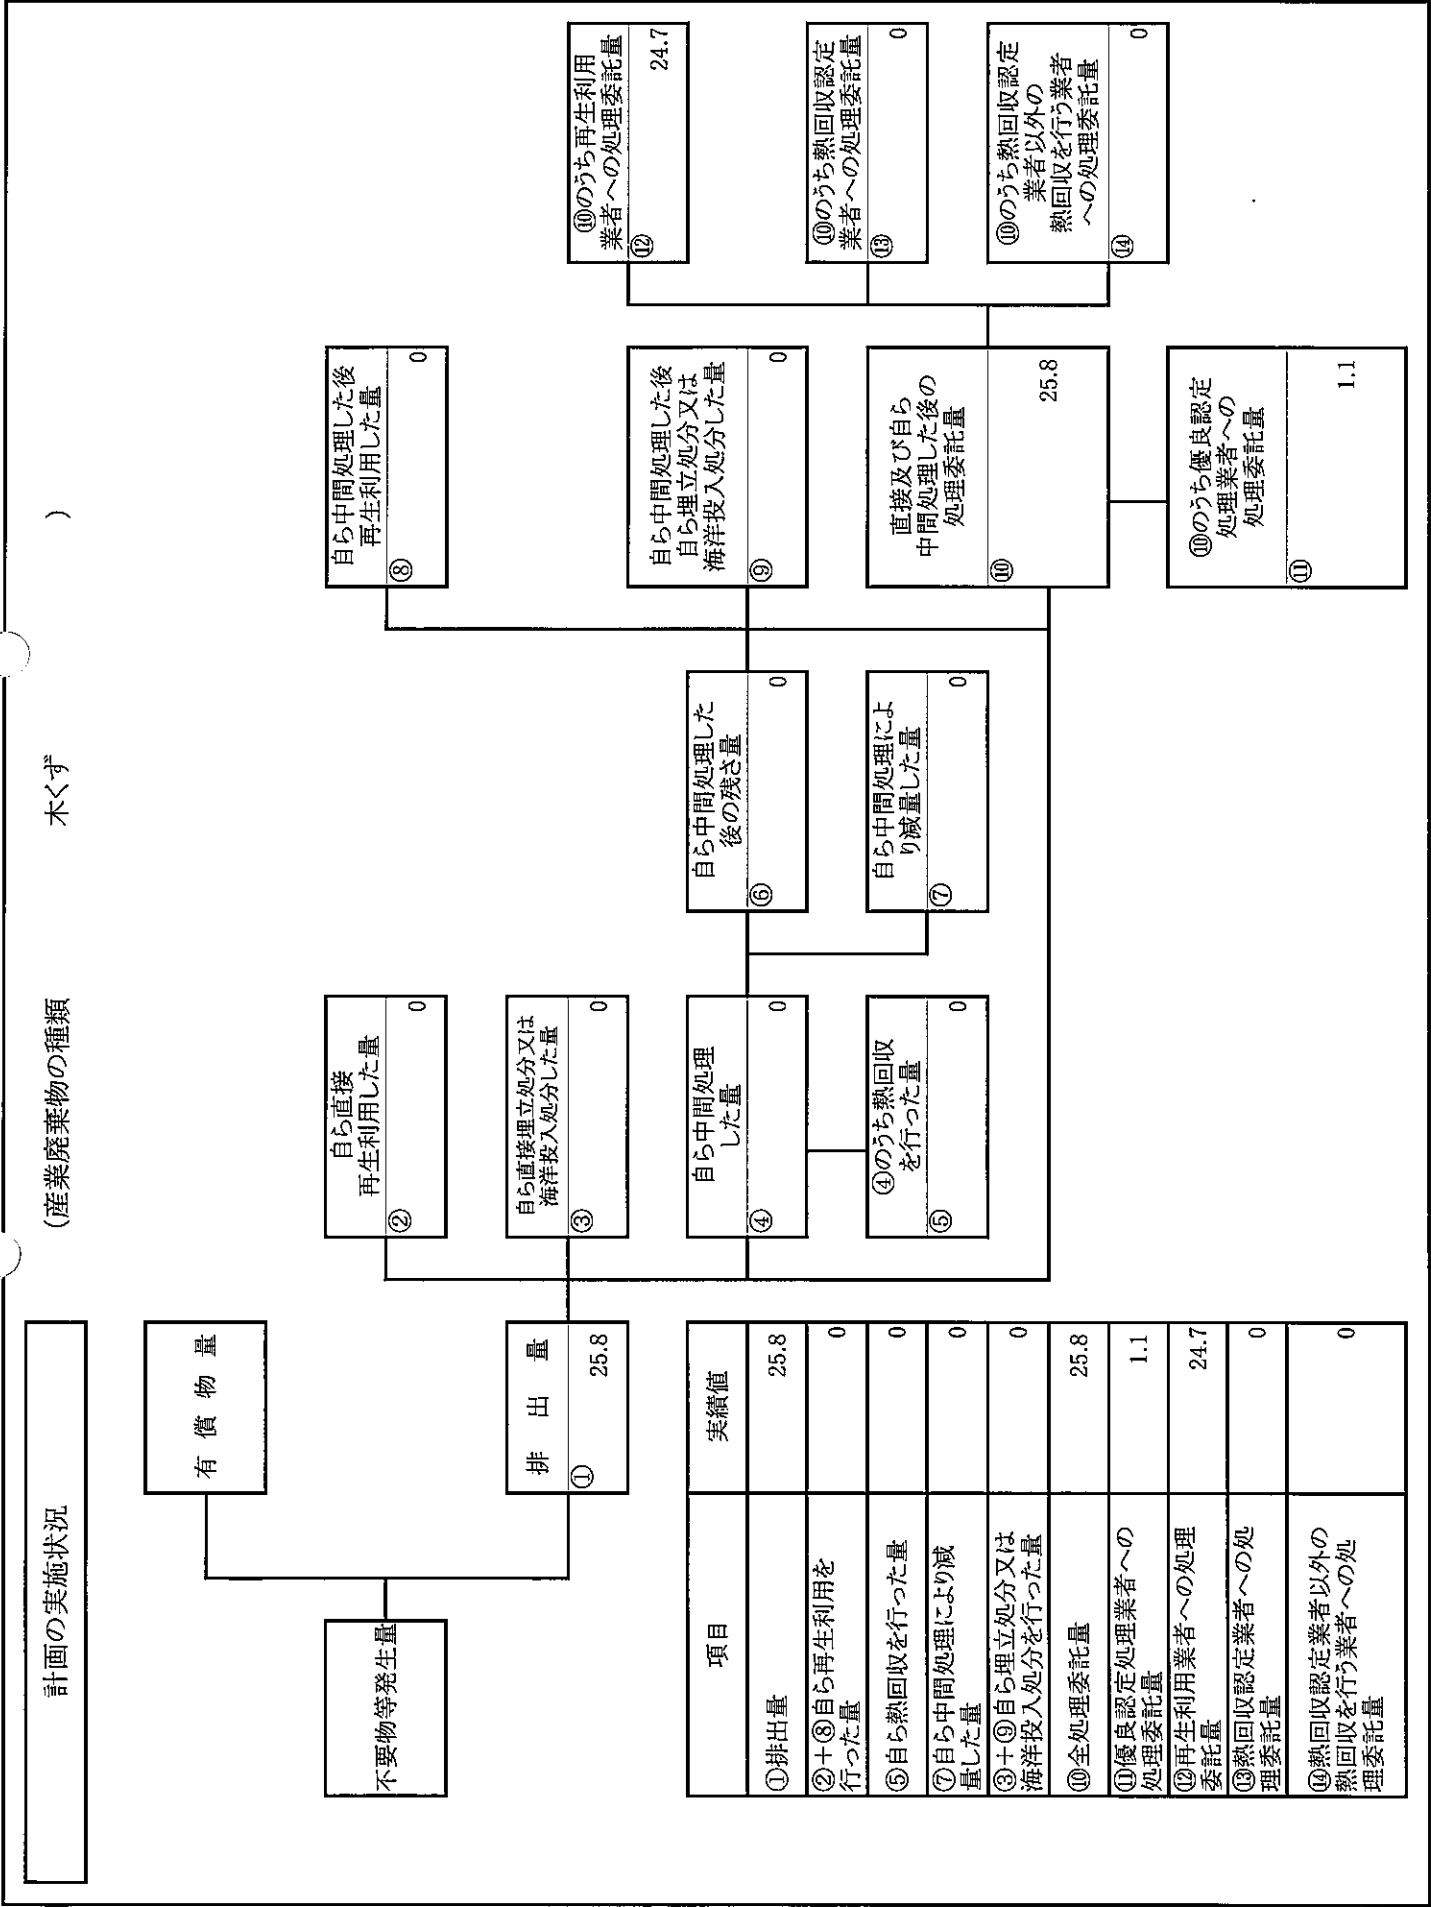 計画の実施状況
(産業廃棄物の種類 木くず )
有償物量
不要物等発生量
排出量
① 25.8
自ら直接
再生利用した量
② 0
自ら直接埋立処分又は
海洋投入処分した量
③ 0
自ら中間処理
した量
④ 0
④のうち熱回収
を行った量
⑤ 0
自ら中間処理した
後の残さ量
⑥ 0
自ら中間処理によ
り減量した量
⑦ 0
自ら中間処理した後
再生利用した量
⑧ 0
自ら中間処理した後
自ら埋立処分又は
海洋投入処分した量
⑨ 0
直接及び自ら
中間処理した後の
処理委託量
⑩ 25.8
⑩のうち優良認定
処理業者への
処理委託量
⑪ 1.1
⑩のうち再生利用
業者への処理委託量
⑫ 24.7
⑩のうち熱回収認定
業者への処理委託量
⑬ 0
⑩のうち熱回収認定
業者以外の
熱回収を行う業者
への処理委託量
⑭ 0
項目 実績値
①排出量 25.8
②+⑧自ら再生利用を
行った量 0
⑤自ら熱回収を行った量 0
⑦自ら中間処理により減
量した量 0
③+⑨自ら埋立処分又は
海洋投入処分を行った量 0
⑩全処理委託量 25.8
⑪優良認定処理業者への
処理委託量 1.1
⑫再生利用業者への処理
委託量 24.7
⑬熱回収認定業者への処
理委託量 0
⑭熱回収認定業者以外の
熱回収を行う業者への処
理委託量 0